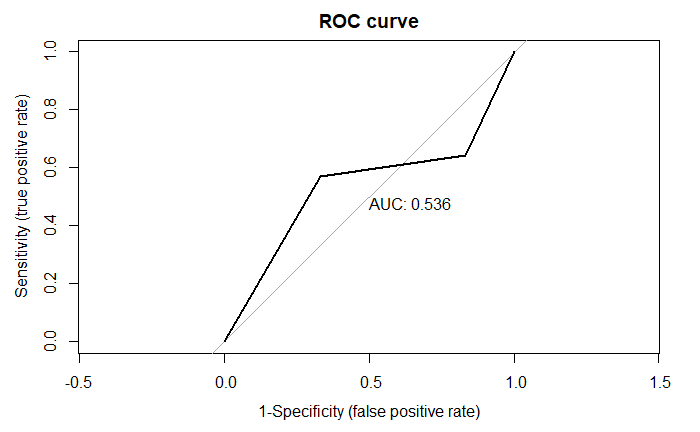 ROC curve
Sensitivity (true positive rate)
1.0
0.8
0.6
0.4
0.2
0.0
AUC: 0.536
-0.5
0.0
0.5
1.0
1.5
1-Specificity (false positive rate)